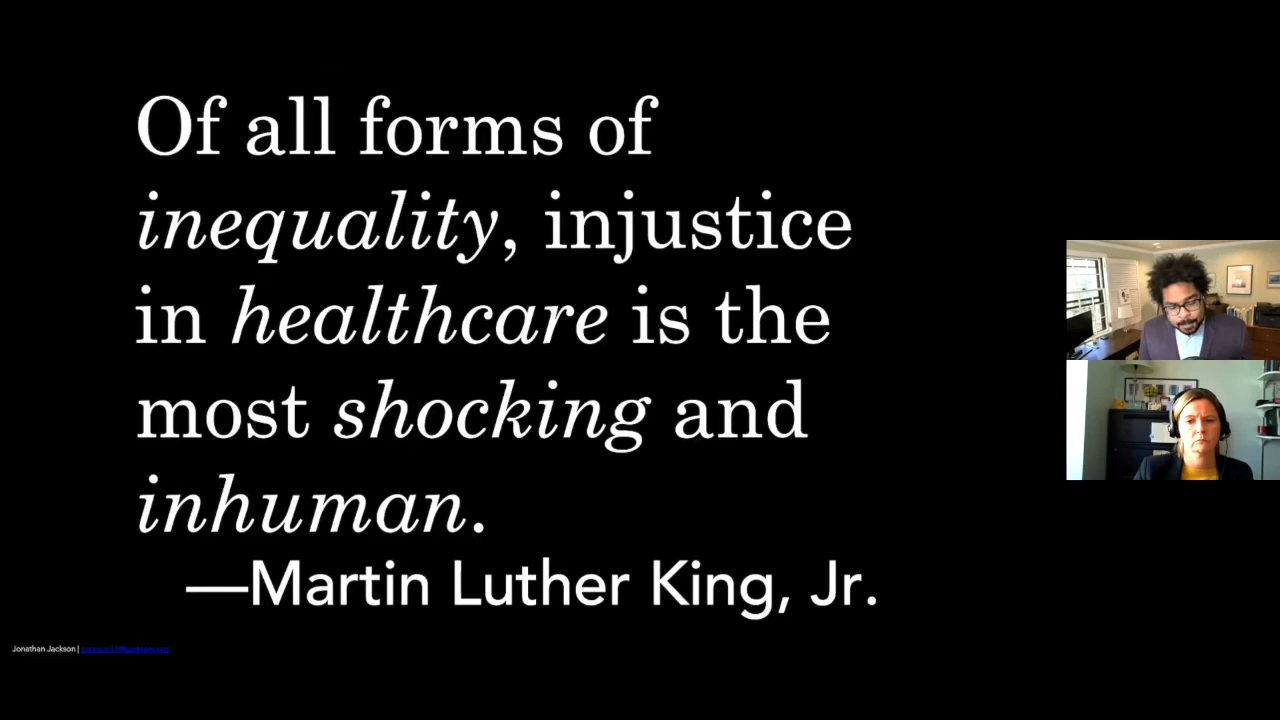 Of all forms of
inequality, injustice
in healthcare is the
most shocking and
inhuman.
—Martin Luther King, Jr.
Jonathan Jackson |